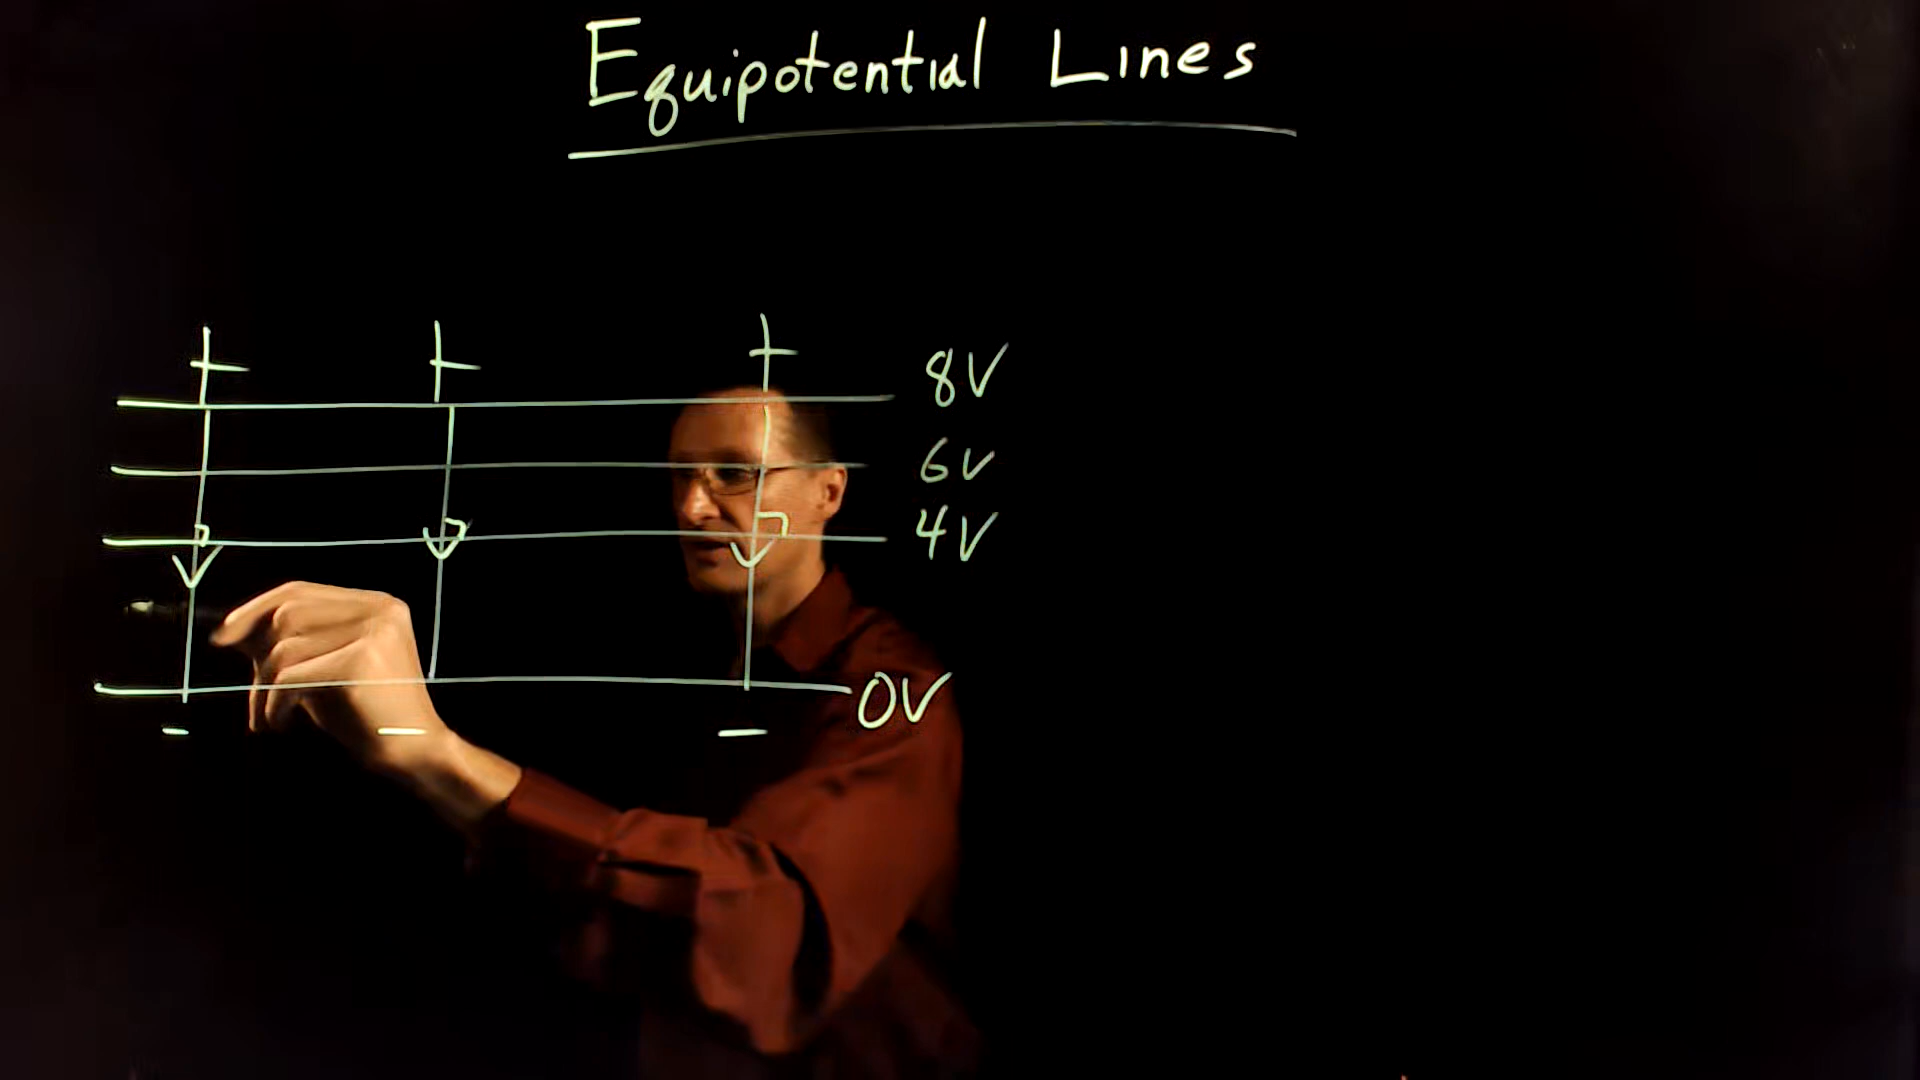 Equipotential Lines
+ + +
8V
6V
4V
0V
- - -